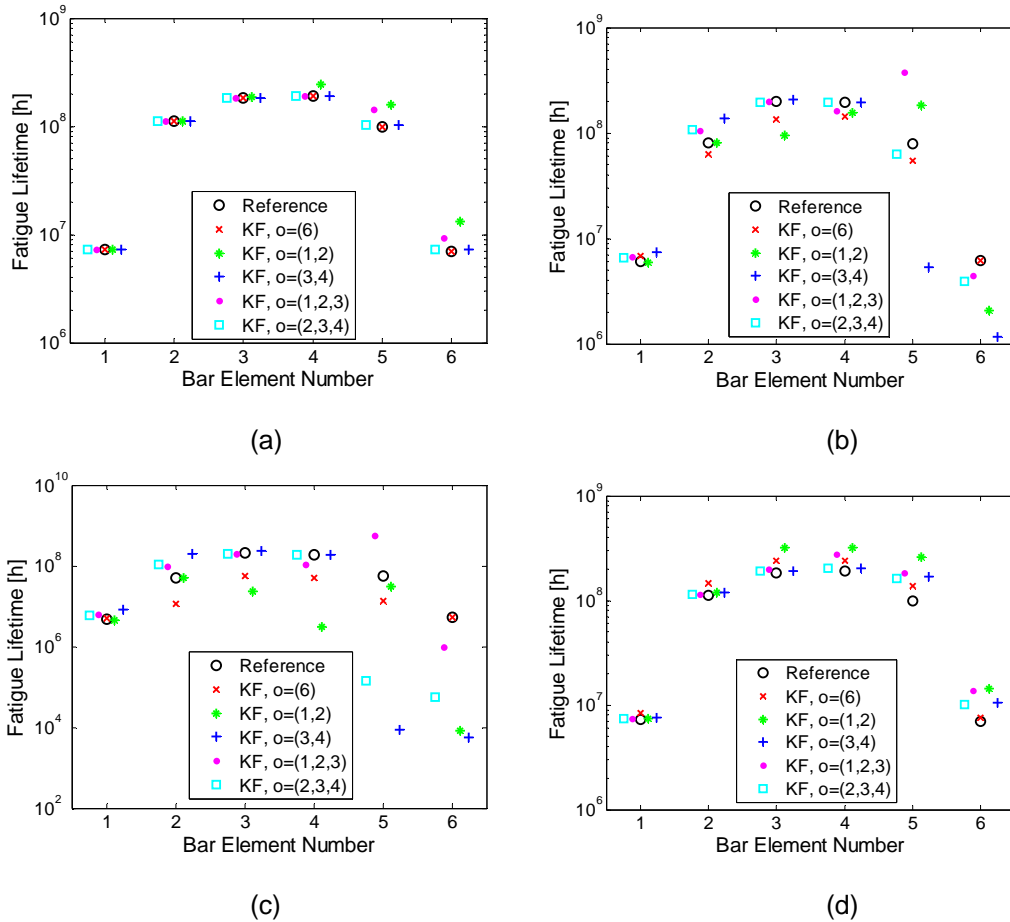 10^9
10^8
10^7
10^6
Fatigue Lifetime [h]
Reference
KF, o=(6)
KF, o=(1,2)
KF, o=(3,4)
KF, o=(1,2,3)
KF, o=(2,3,4)
1 2 3 4 5 6
Bar Element Number
(a)
10^9
10^8
10^7
10^6
Fatigue Lifetime [h]
Reference
KF, o=(6)
KF, o=(1,2)
KF, o=(3,4)
KF, o=(1,2,3)
KF, o=(2,3,4)
1 2 3 4 5 6
Bar Element Number
(b)
10^10
10^8
10^6
10^4
10^2
Fatigue Lifetime [h]
Reference
KF, o=(6)
KF, o=(1,2)
KF, o=(3,4)
KF, o=(1,2,3)
KF, o=(2,3,4)
1 2 3 4 5 6
Bar Element Number
(c)
10^9
10^8
10^7
10^6
Fatigue Lifetime [h]
Reference
KF, o=(6)
KF, o=(1,2)
KF, o=(3,4)
KF, o=(1,2,3)
KF, o=(2,3,4)
1 2 3 4 5 6
Bar Element Number
(d)